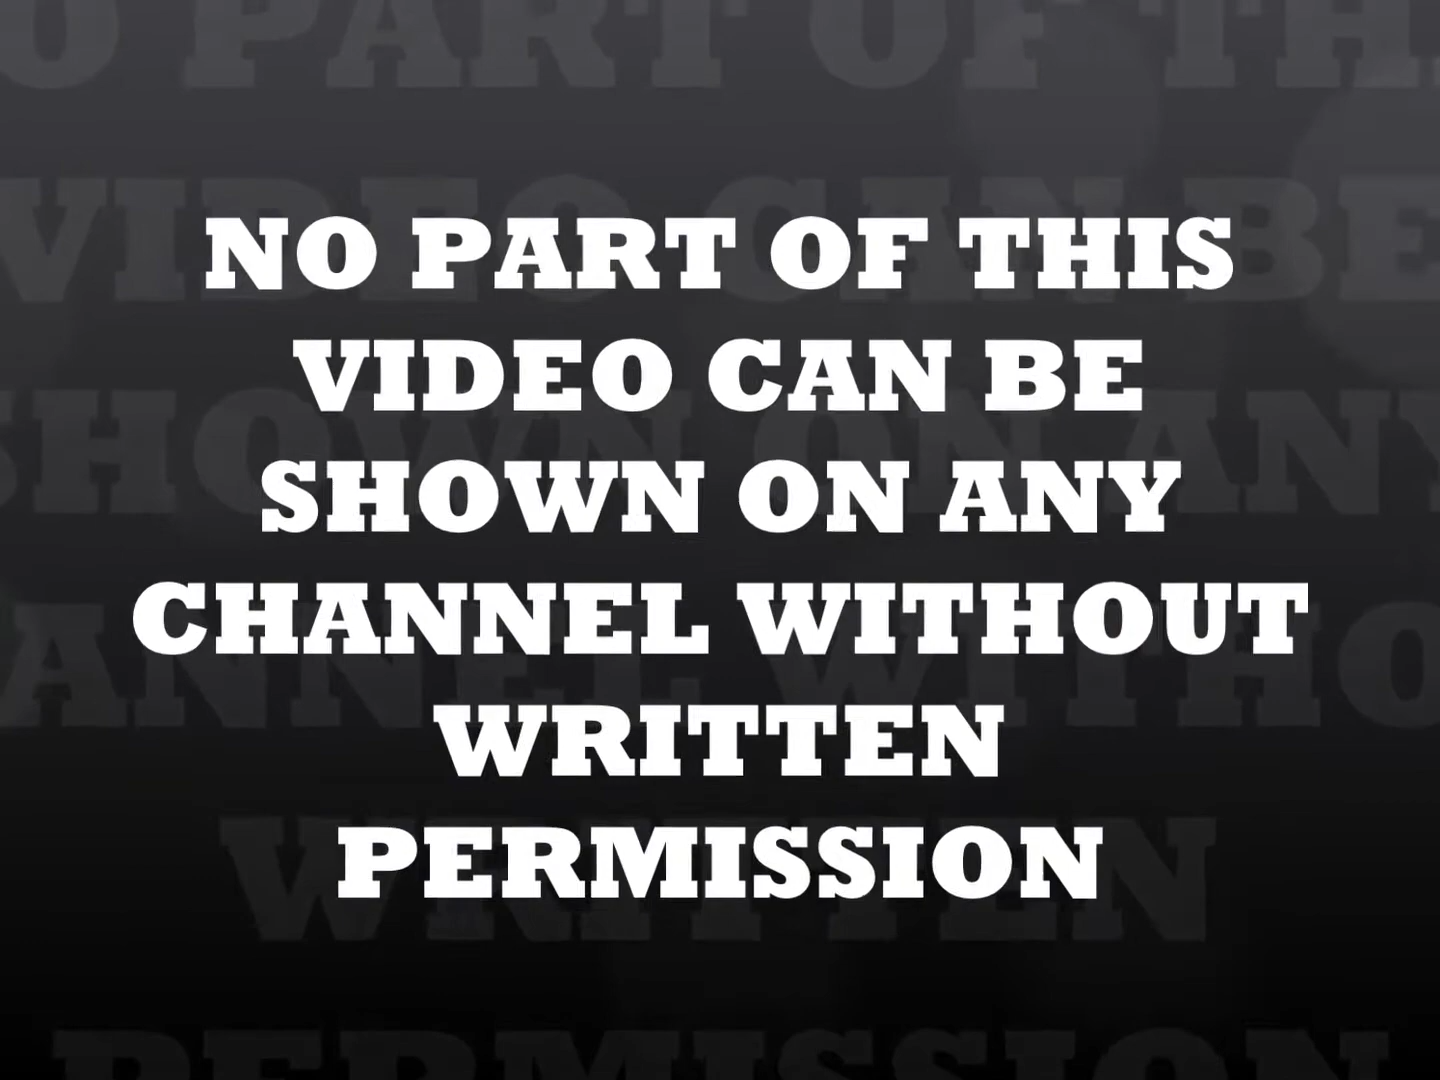 NO PART OF THIS
VIDEO CAN BE
SHOWN ON ANY
CHANNEL WITHOUT
WRITTEN
PERMISSION